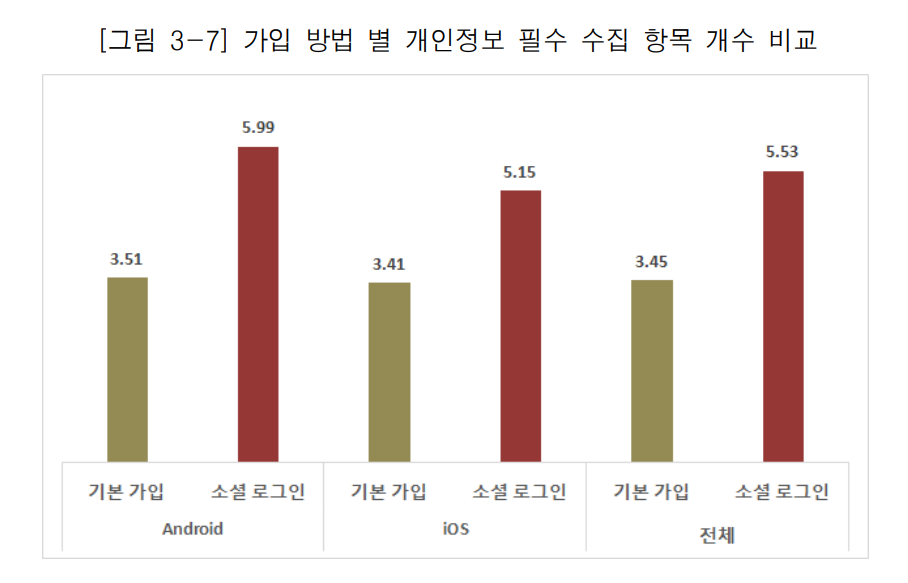 [그림 3-7] 가입 방법 별 개인정보 필수 수집 항목 개수 비교
5.99
5.53
5.15
3.51
3.41
3.45
기본 가입 소셜 로그인 기본 가입 소셜 로그인 기본 가입 소셜 로그인
Android iOS 전체